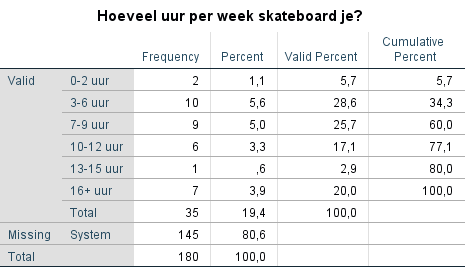 Hoeveel uur per week skateboard je?
Frequency Percent Valid Percent Cumulative Percent
Valid 0-2 uur 2 1,1 5,7 5,7
3-6 uur 10 5,6 28,6 34,3
7-9 uur 9 5,0 25,7 60,0
10-12 uur 6 3,3 17,1 77,1
13-15 uur 1 ,6 2,9 80,0
16+ uur 7 3,9 20,0 100,0
Total 35 19,4 100,0
Missing System 145 80,6
Total 180 100,0